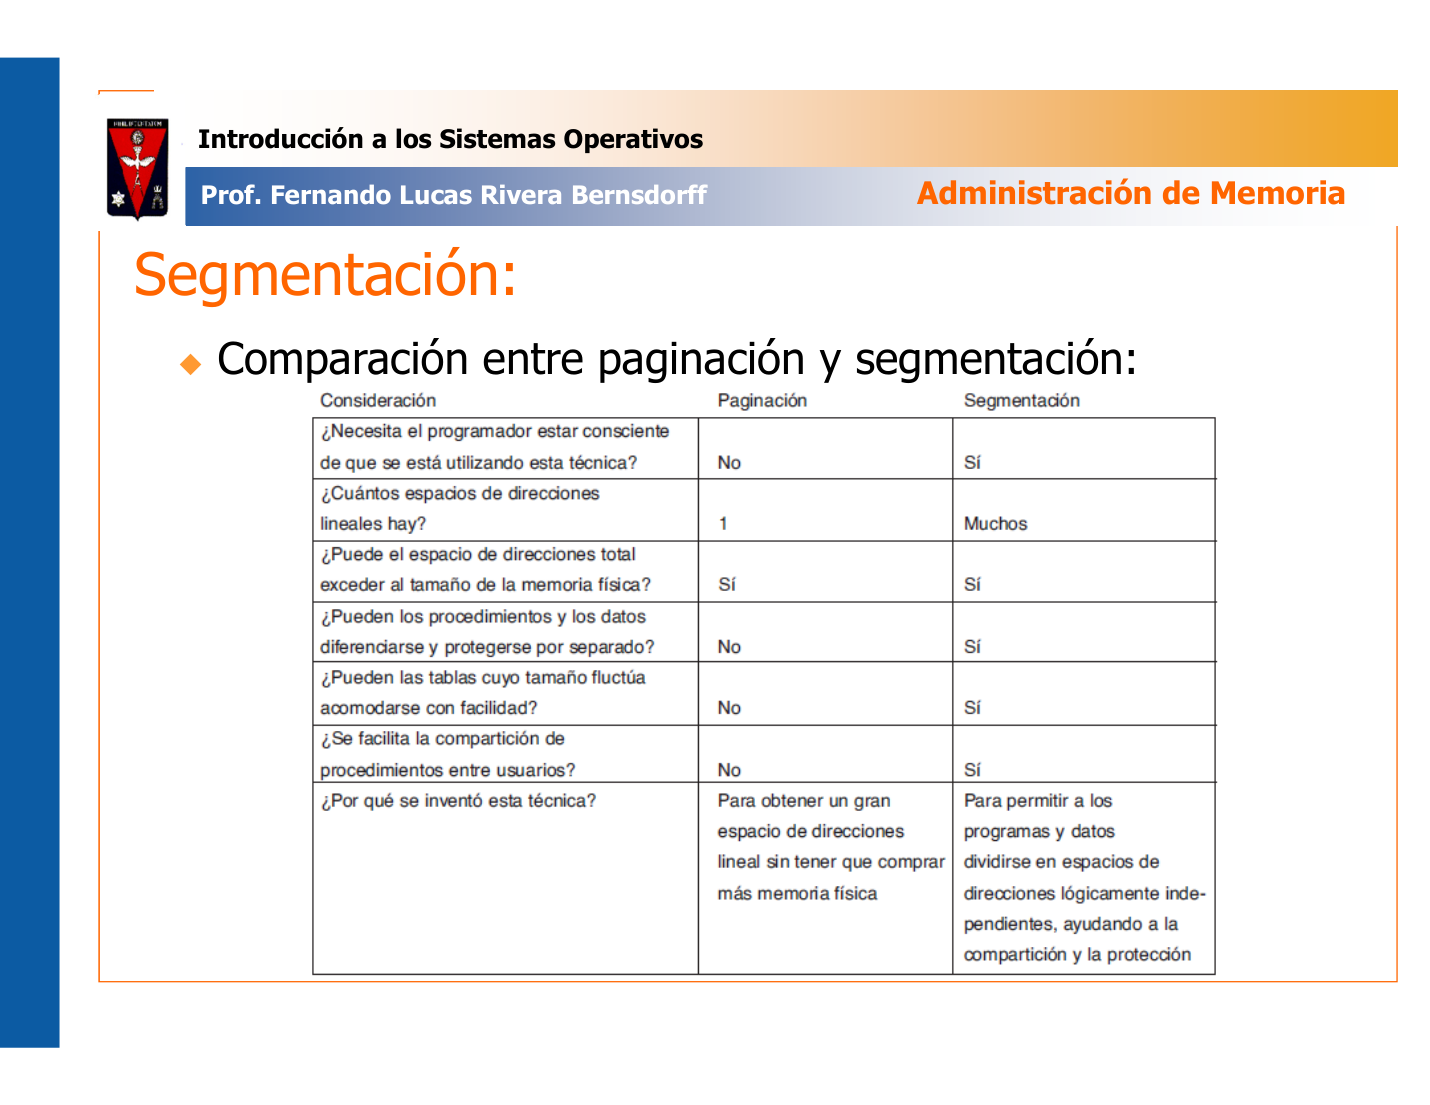 Introducción a los Sistemas Operativos
Prof. Fernando Lucas Rivera Bernsdorff
Administración de Memoria
Segmentación:
Comparación entre paginación y segmentación:
Consideración Paginación Segmentación
¿Necesita el programador estar consciente
de que se está utilizando esta técnica? No Sí
¿Cuántos espacios de direcciones
lineales hay? 1 Muchos
¿Puede el espacio de direcciones total
exceder al tamaño de la memoria física? Sí Sí
¿Pueden los procedimientos y los datos
diferenciarse y protegerse por separado? No Sí
¿Pueden las tablas cuyo tamaño fluctúa
acomodarse con facilidad? No Sí
¿Se facilita la compartición de
procedimientos entre usuarios? No Sí
¿Por qué se inventó esta técnica? Para obtener un gran Para permitir a los
espacio de direcciones programas y datos
lineal sin tener que comprar dividirse en espacios de
más memoria física direcciones lógicamente inde-
pendientes, ayudando a la
compartición y la protección